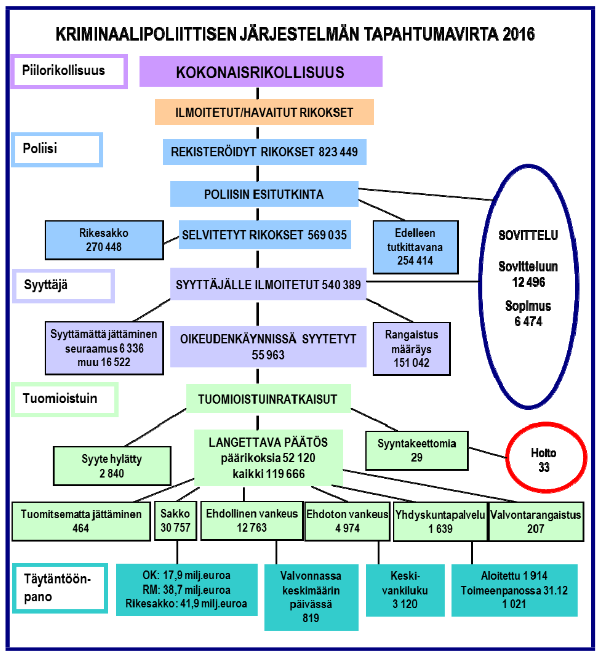 KRIMINAALIPOLIITTISEN JÄRJESTELMÄN TAPAHTUMAVIRTA 2016
Piilorikollisuus
KOKONAISRIKOLLISUUS
ILMOITETUT/HAVAITUT RIKOKSET
Poliisi
REKISTERÖIDYT RIKOKSET 823 449
POLIISIN ESITUTKINTA
Rikesakko
270 448
SELVITETYT RIKOKSET 569 035
Edelleen
tutkittavana
254 414
SOVITTELU
Sovitteluun
12 496
Sopimus
6 474
Syyttäjä
SYYTTÄJÄLLE ILMOITETUT 540 389
Syyttämättä jättäminen
seuraamus 6 336
muu 16 522
OIKEUDENKÄYNNISSÄ SYYTETYT
55 963
Rangaistus
määräys
151 042
Tuomioistuin
TUOMIOISTUINRATKAISUT
Syyte hylätty
2 840
LANGETTAVA PÄÄTÖS
päärikoksia 52 120
kaikki 119 666
Syyntakeettomia
29
Hoito
33
Tuomitsematta jättäminen
464
Sakko
30 757
Ehdollinen vankeus
12 763
Ehdoton vankeus
4 974
Yhdyskuntapalvelu
1 639
Valvontarangaistus
207
Täytäntöön-
pano
OK: 17,9 milj.euroa
RM: 38,7 milj.euroa
Rikesakko: 41,9 milj.euroa
Valvonnassa
keskimäärin
päivässä
819
Keski-
vankiluku
3 120
Aloitettu 1 914
Toimeenpanossa 31.12
1 021